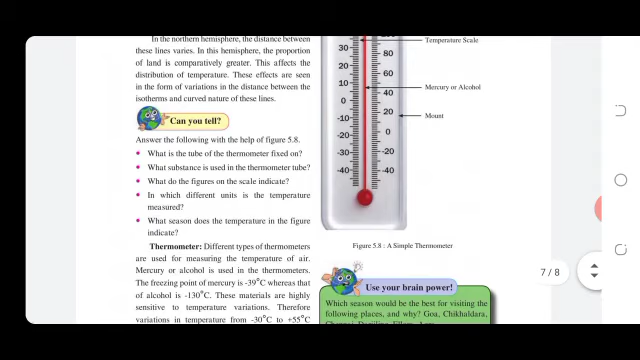 In the northern hemisphere, the distance between
these lines varies. In this hemisphere, the proportion
of land is comparatively greater. This affects the
distribution of temperature. These effects are seen
in the form of variations in the distance between the
isotherms and curved nature of these lines.
Can you tell?
Answer the following with the help of figure 5.8.
• What is the tube of the thermometer fixed on?
• What substance is used in the thermometer tube?
• What do the figures on the scale indicate?
• In which different units is the temperature
measured?
• What season does the temperature in the figure
indicate?
Thermometer: Different types of thermometers
are used for measuring the temperature of air.
Mercury or alcohol is used in the thermometers.
The freezing point of mercury is -39°C whereas that
of alcohol is -130°C. These materials are highly
sensitive to temperature variations. Therefore
variations in temperature from -30°C to +55°C
Temperature Scale
Mercury or Alcohol
Mount
30
20
10
0
-10
-20
-30
-40
80
60
40
20
0
-20
-40
Figure 5.8 : A Simple Thermometer
Use your brain power!
Which season would be the best for visiting the
following places, and why? Goa, Chikhaldara,
7 / 8